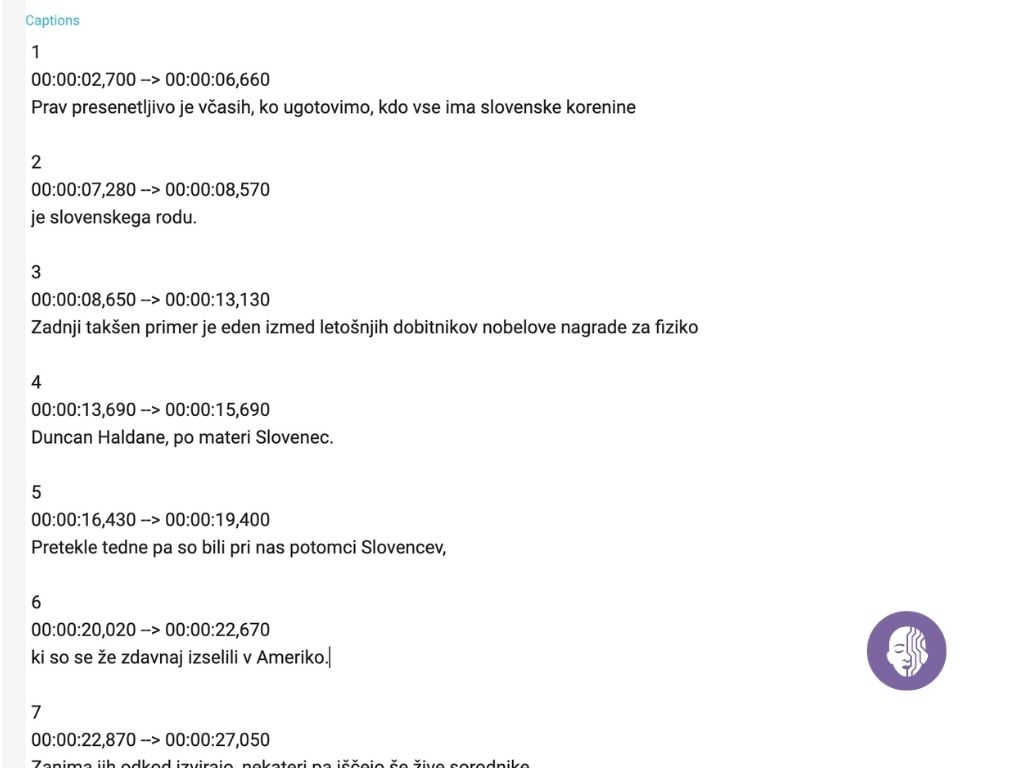 Captions
1
00:00:02,700 --> 00:00:06,660
Prav presenetljivo je včasih, ko ugotovimo, kdo vse ima slovenske korenine
2
00:00:07,280 --> 00:00:08,570
je slovenskega rodu.
3
00:00:08,650 --> 00:00:13,130
Zadnji takšen primer je eden izmed letošnjih dobitnikov nobelove nagrade za fiziko
4
00:00:13,690 --> 00:00:15,690
Duncan Haldane, po materi Slovenec.
5
00:00:16,430 --> 00:00:19,400
Pretekle tedne pa so bili pri nas potomci Slovencev,
6
00:00:20,020 --> 00:00:22,670
ki so se že zdavnaj izselili v Ameriko.
7
00:00:22,870 --> 00:00:27,050
Zanima jih odkod izvirajo, nekateri pa iščejo še žive sorodnike